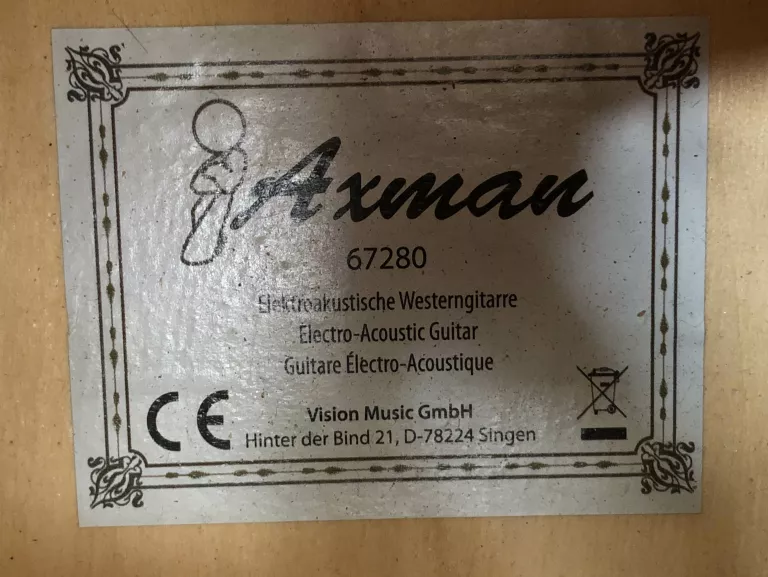 Axman
67280
Elektroakustische Westerngitarre
Electro-Acoustic Guitar
Guitare Électro-Acoustique
CE
Vision Music GmbH
Hinter der Bind 21, D-78224 Singen